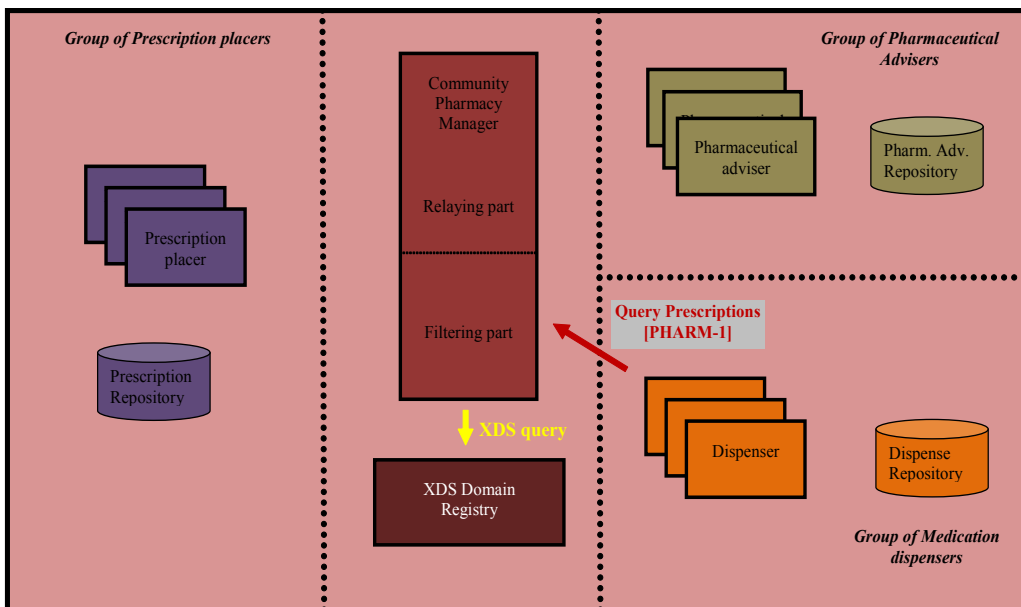 Group of Prescription placers
Community
Pharmacy
Manager
Relaying part
Filtering part
XDS query
XDS Domain
Registry
Prescription
placer
Prescription
Repository
Group of Pharmaceutical
Advisers
Pharmaceutical
adviser
Pharm. Adv.
Repository
Query Prescriptions
[PHARM-1]
Dispenser
Dispense
Repository
Group of Medication
dispensers